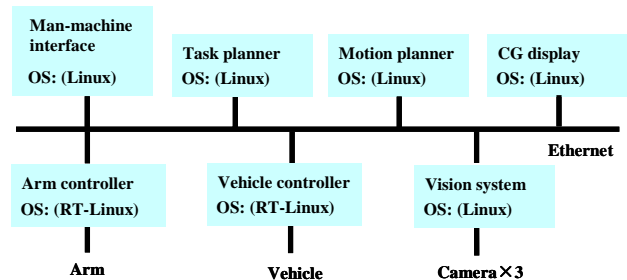 Man-machine
interface
OS: (Linux)
Task planner
OS: (Linux)
Motion planner
OS: (Linux)
CG display
OS: (Linux)
Ethernet
Arm controller
OS: (RT-Linux)
Vehicle controller
OS: (RT-Linux)
Vision system
OS: (Linux)
Arm
Vehicle
Camera×3